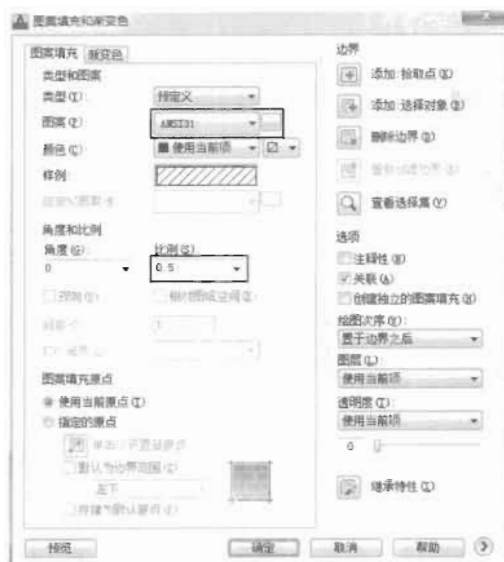 图案填充和渐变色
图案填充 渐变色
类型和图案
类型(Y): 预定义
图案(P): ANSI31
颜色(C): 使用当前项
样例:
角度和比例
角度(G): 比例(S):
0 0.5
图案填充原点
使用当前原点(T)
指定的原点
默认为边界范围(X)
左下
预览
边界
添加:拾取点(K)
添加:选择对象(B)
删除边界(D)
查看选择集(V)
选项
注释性(N)
关联(A)
创建独立的图案填充(H)
绘图次序(W):
置于边界之后
图层(L):
使用当前项
透明度(T):
使用当前项
0
继承特性(I)
确定 取消 帮助